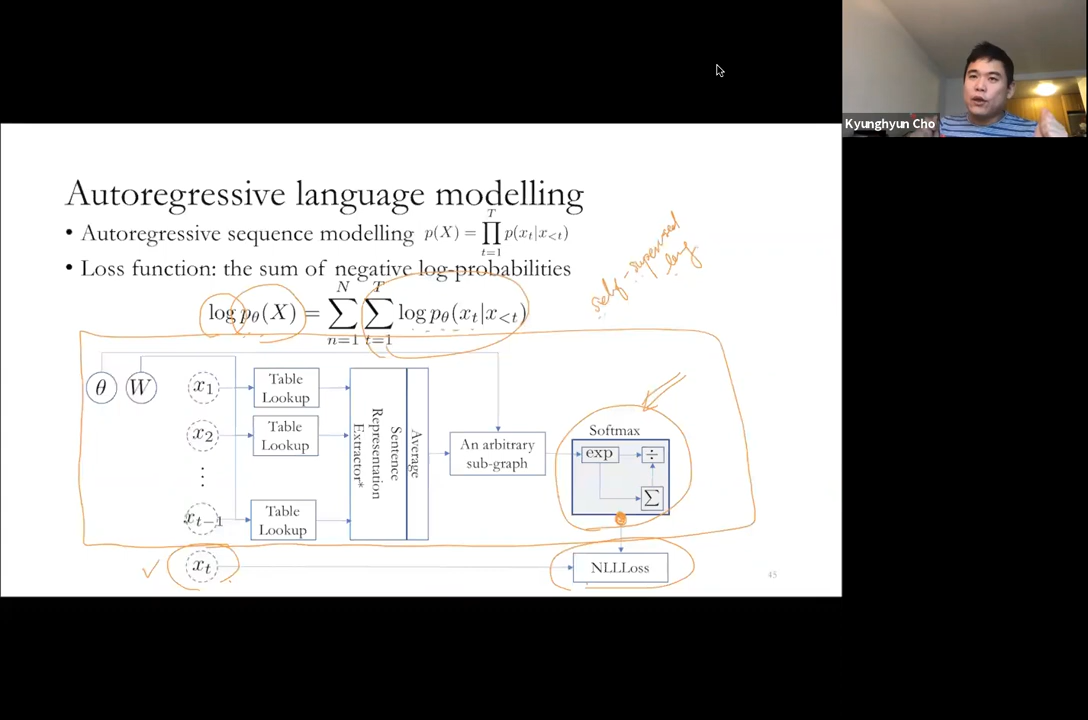 Kyunghyun Cho
Autoregressive language modelling
• Autoregressive sequence modelling p(X) = ∏_{t=1}^{T} p(x_t|x_{<t})
• Loss function: the sum of negative log-probabilities
log p_θ(X) = ∑_{n=1}^{N} ∑_{t=1}^{T} log p_θ(x_t|x_{<t})
self-supervised
θ W x_1 Table Lookup
x_2 Table Lookup
⋮
x_{t−1} Table Lookup
Sentence Representation Extractor*
Average
An arbitrary sub-graph
Softmax
exp ÷
∑
x_t NLLLoss
45